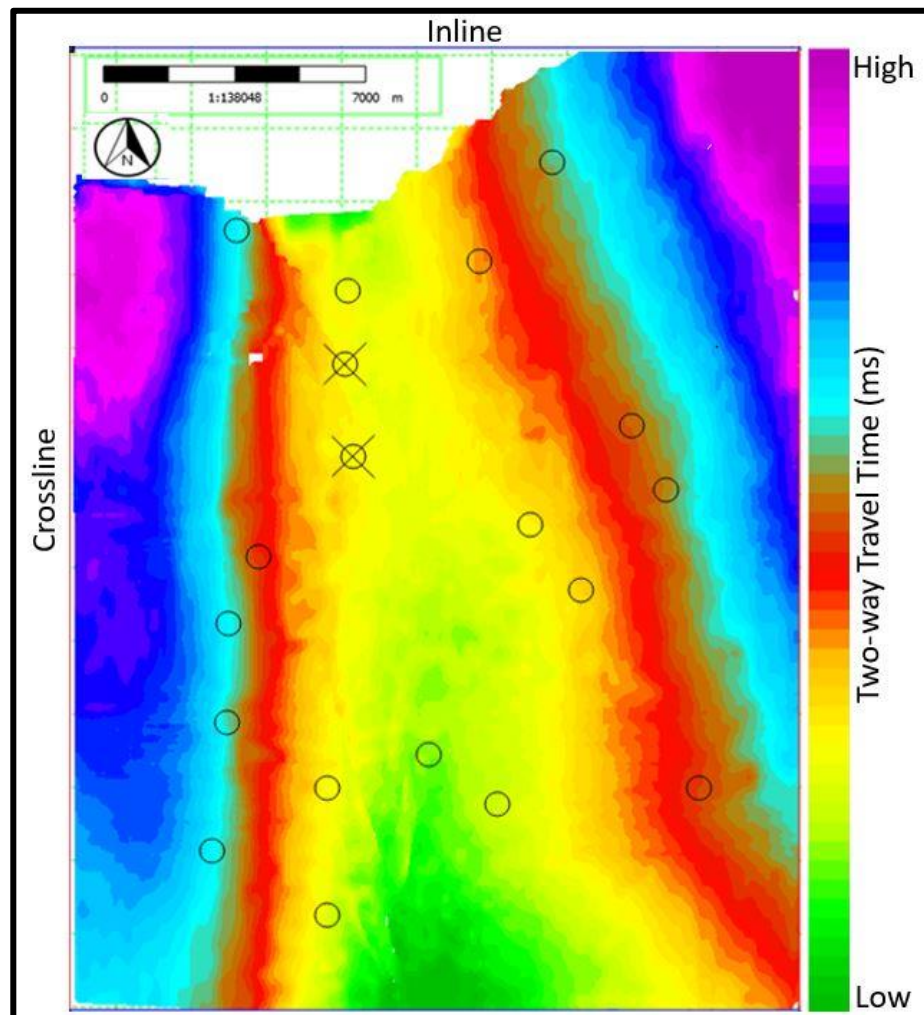 Inline
High
0 1:138048 7000 m
N
Crossline
Two-way Travel Time (ms)
Low